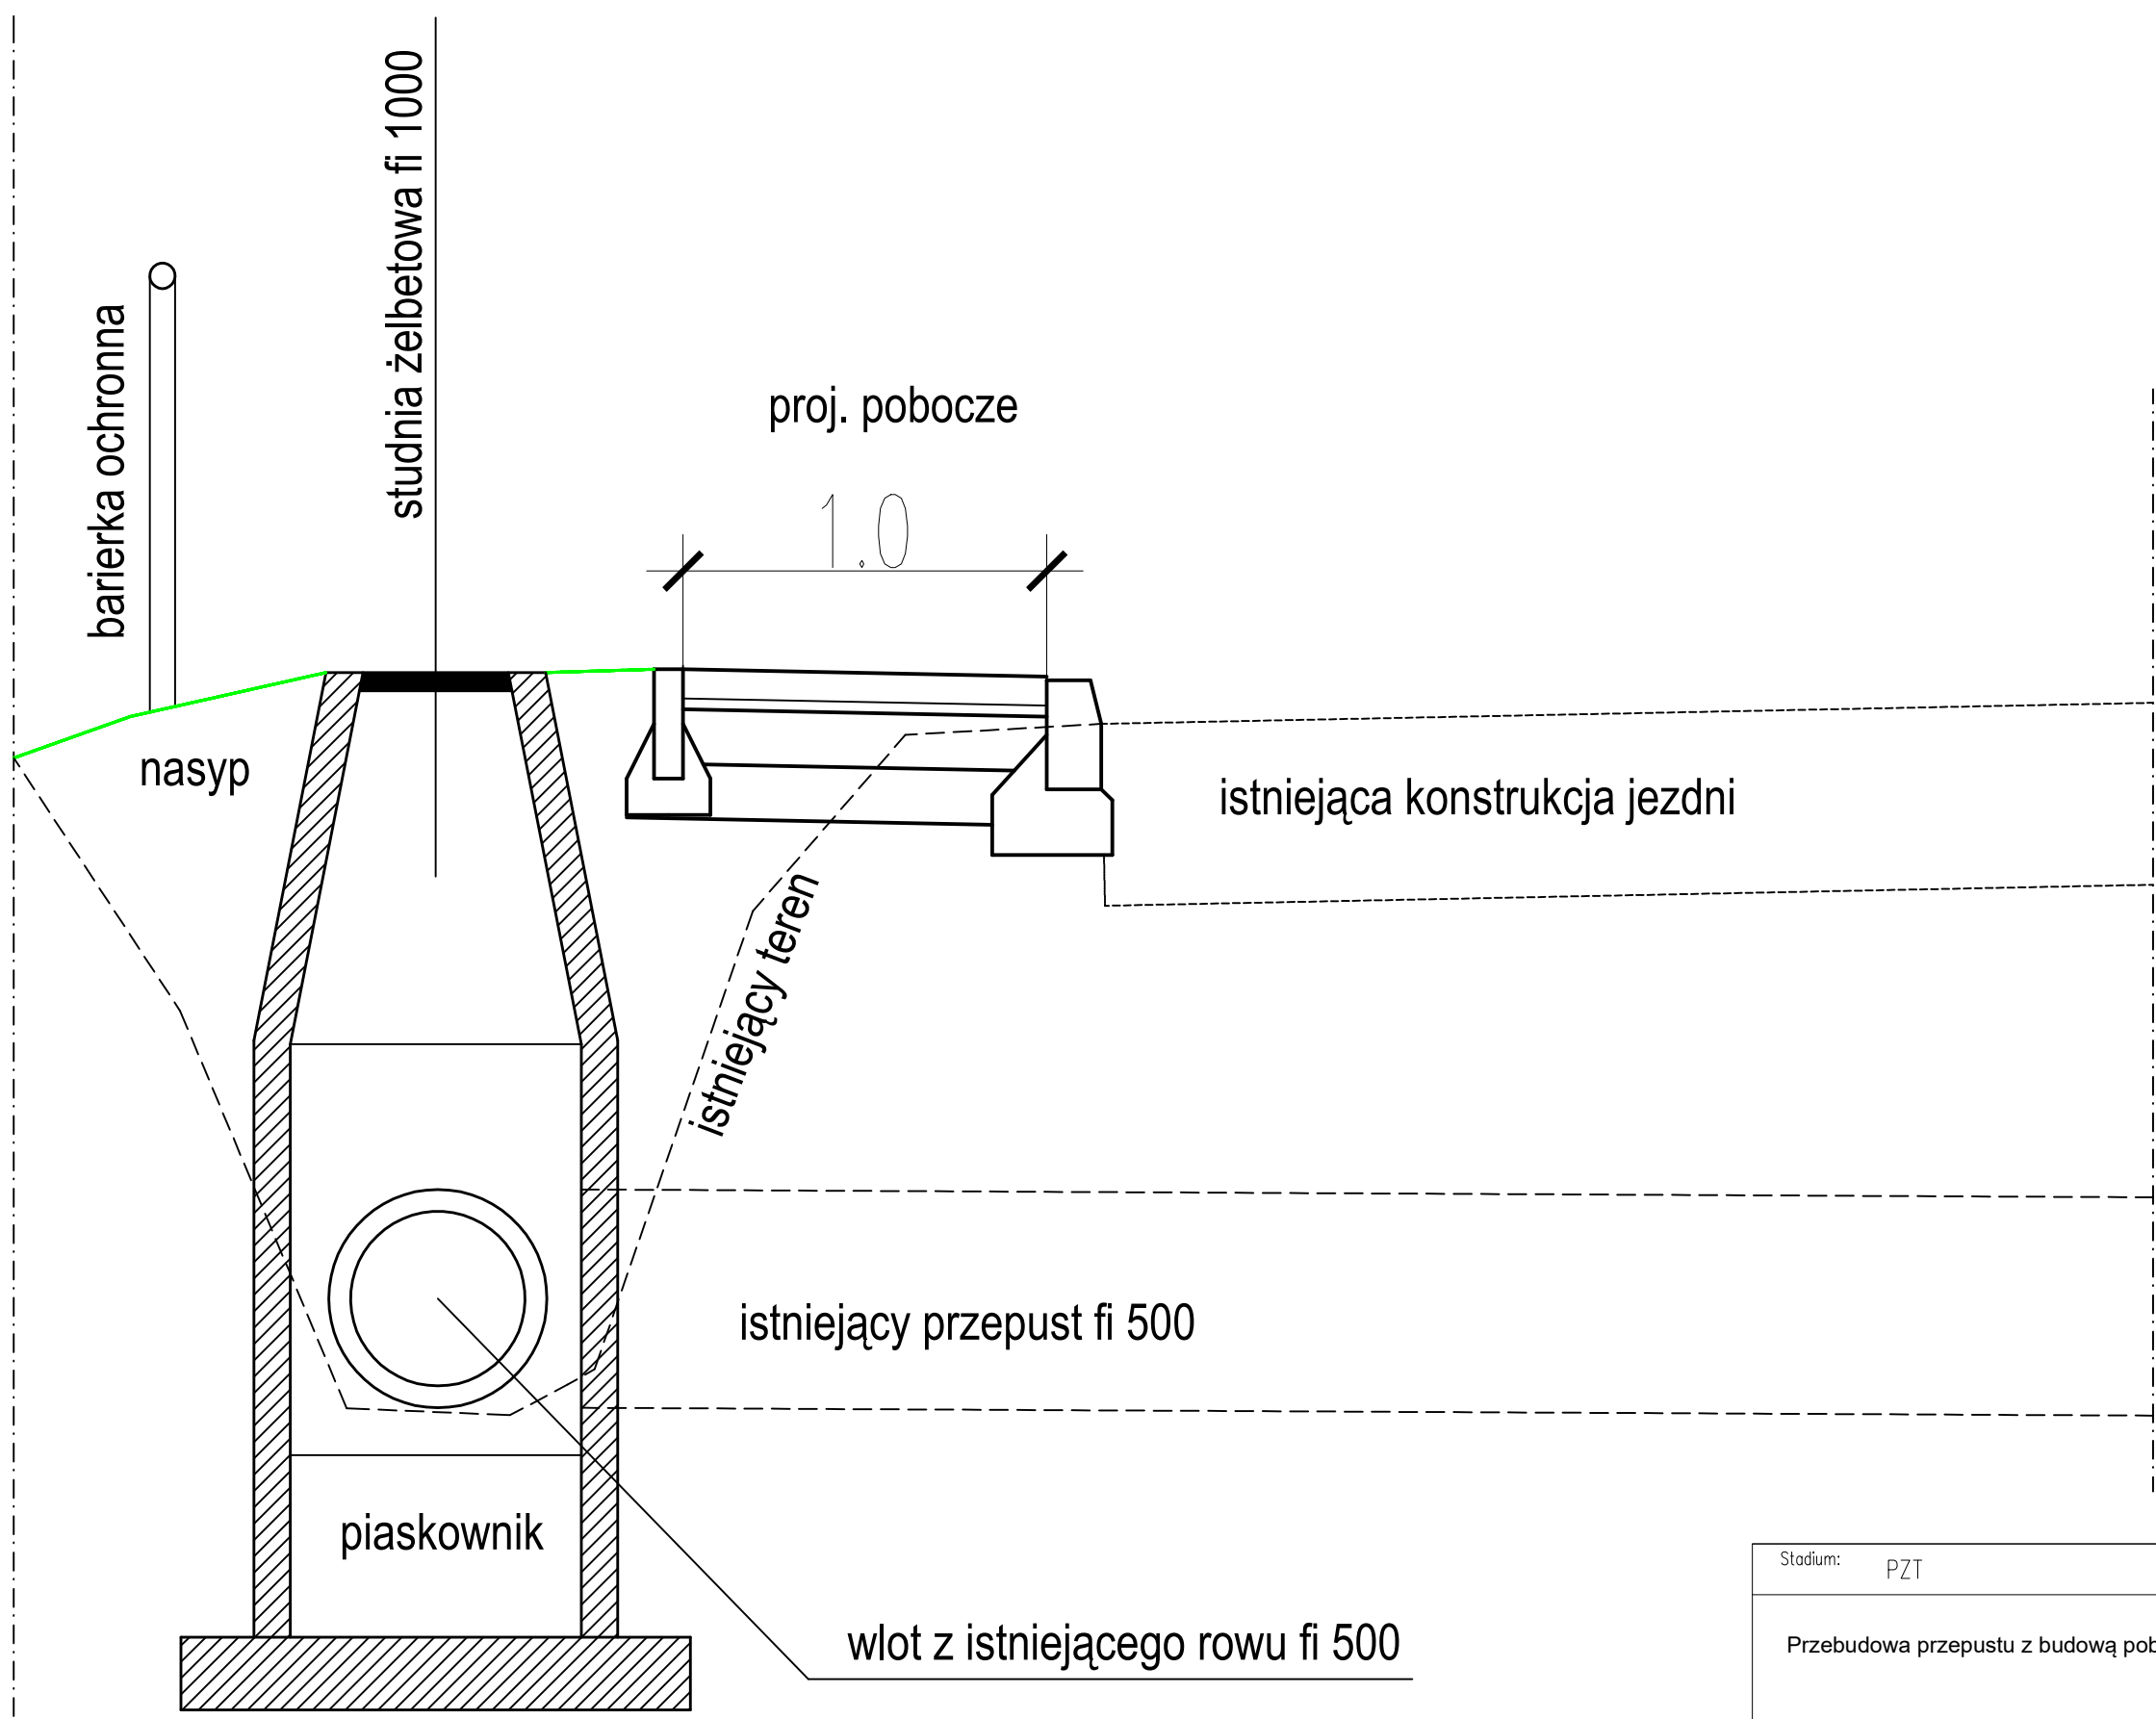 studnia żelbetowa fi 1000
barierka ochronna
proj. pobocze
1.0
nasyp
istniejąca konstrukcja jezdni
istniejący teren
istniejący przepust fi 500
piaskownik
wlot z istniejącego rowu fi 500
Stadium: PZT
Przebudowa przepustu z budową